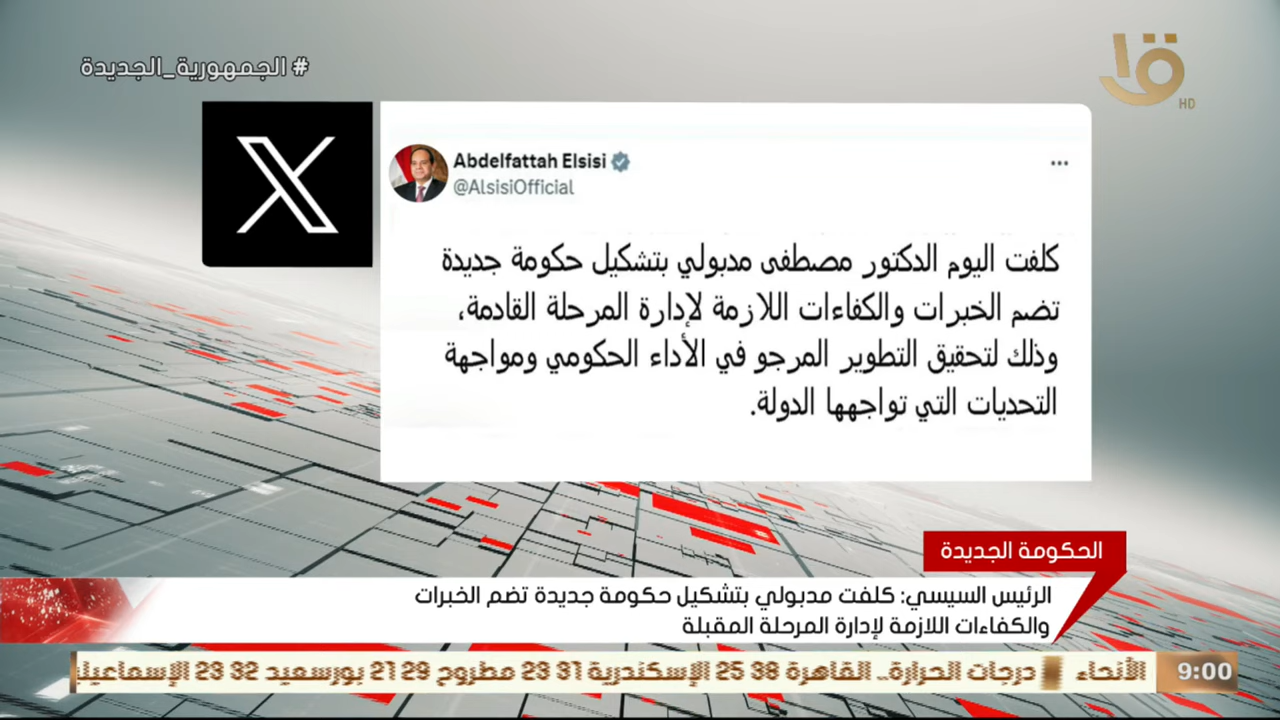 #الجمهورية_الجديدة
HD
Abdelfattah Elsisi
@AlsisiOfficial
كلفت اليوم الدكتور مصطفى مدبولي بتشكيل حكومة جديدة
تضم الخبرات والكفاءات اللازمة لإدارة المرحلة القادمة،
وذلك لتحقيق التطوير المرجو في الأداء الحكومي ومواجهة
التحديات التي تواجهها الدولة.
الحكومة الجديدة
الرئيس السيسي: كلفت مدبولي بتشكيل حكومة جديدة تضم الخبرات
والكفاءات اللازمة لإدارة المرحلة المقبلة
9:00 الأنحاء درجات الحرارة.. القاهرة 38 25 الإسكندرية 31 23 مطروح 29 21 بورسعيد 32 23